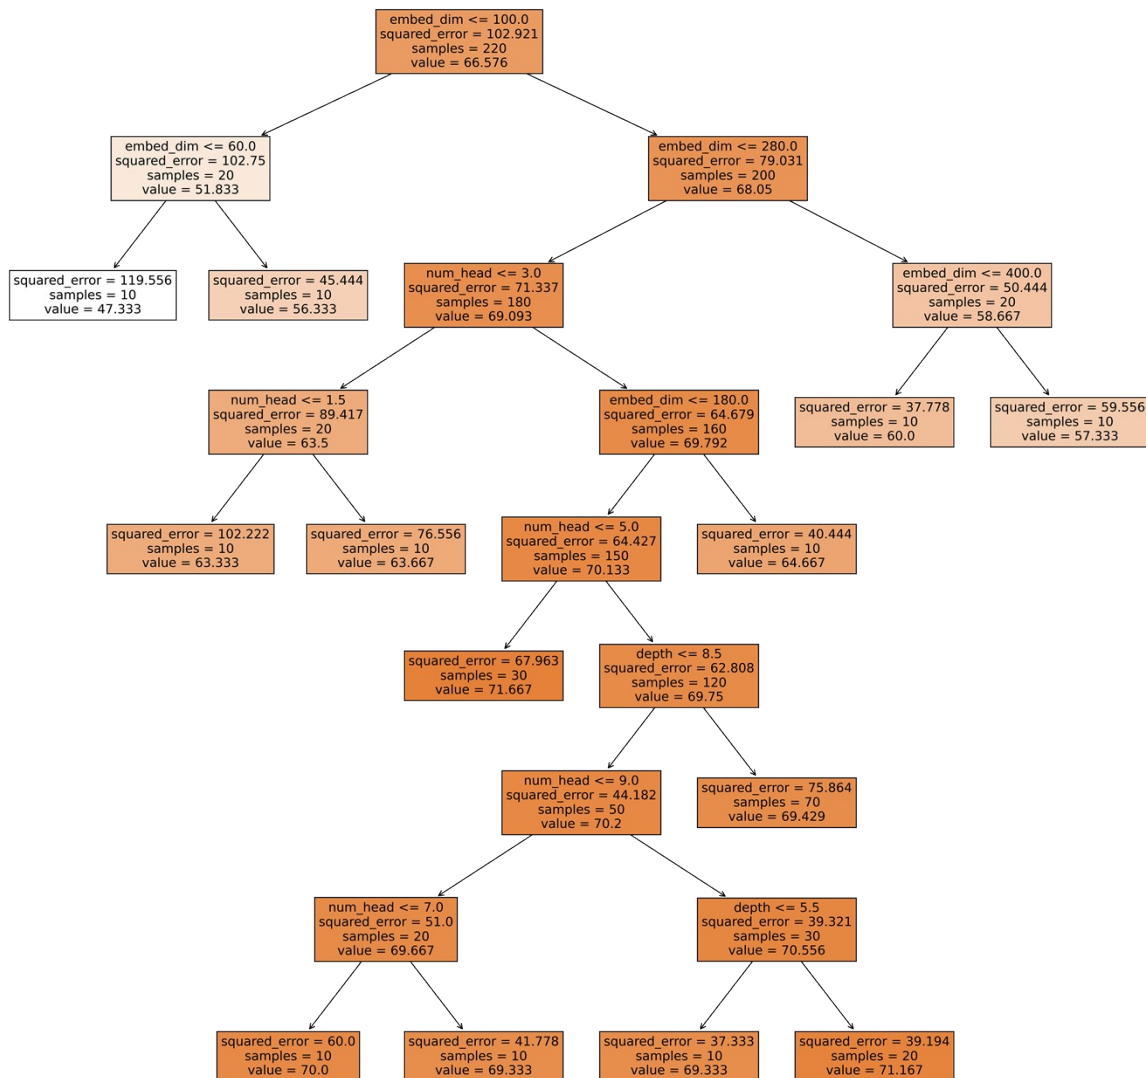 embed_dim <= 100.0
squared_error = 102.921
samples = 220
value = 66.576
embed_dim <= 60.0
squared_error = 102.75
samples = 20
value = 51.833
embed_dim <= 280.0
squared_error = 79.031
samples = 200
value = 68.05
squared_error = 119.556
samples = 10
value = 47.333
squared_error = 45.444
samples = 10
value = 56.333
num_head <= 3.0
squared_error = 71.337
samples = 180
value = 69.093
embed_dim <= 400.0
squared_error = 50.444
samples = 20
value = 58.667
num_head <= 1.5
squared_error = 89.417
samples = 20
value = 63.5
embed_dim <= 180.0
squared_error = 64.679
samples = 160
value = 69.792
squared_error = 37.778
samples = 10
value = 60.0
squared_error = 59.556
samples = 10
value = 57.333
squared_error = 102.222
samples = 10
value = 63.333
squared_error = 76.556
samples = 10
value = 63.667
num_head <= 5.0
squared_error = 64.427
samples = 150
value = 70.133
squared_error = 40.444
samples = 10
value = 64.667
squared_error = 67.963
samples = 30
value = 71.667
depth <= 8.5
squared_error = 62.808
samples = 120
value = 69.75
num_head <= 9.0
squared_error = 44.182
samples = 50
value = 70.2
squared_error = 75.864
samples = 70
value = 69.429
num_head <= 7.0
squared_error = 51.0
samples = 20
value = 69.667
depth <= 5.5
squared_error = 39.321
samples = 30
value = 70.556
squared_error = 60.0
samples = 10
value = 70.0
squared_error = 41.778
samples = 10
value = 69.333
squared_error = 37.333
samples = 10
value = 69.333
squared_error = 39.194
samples = 20
value = 71.167